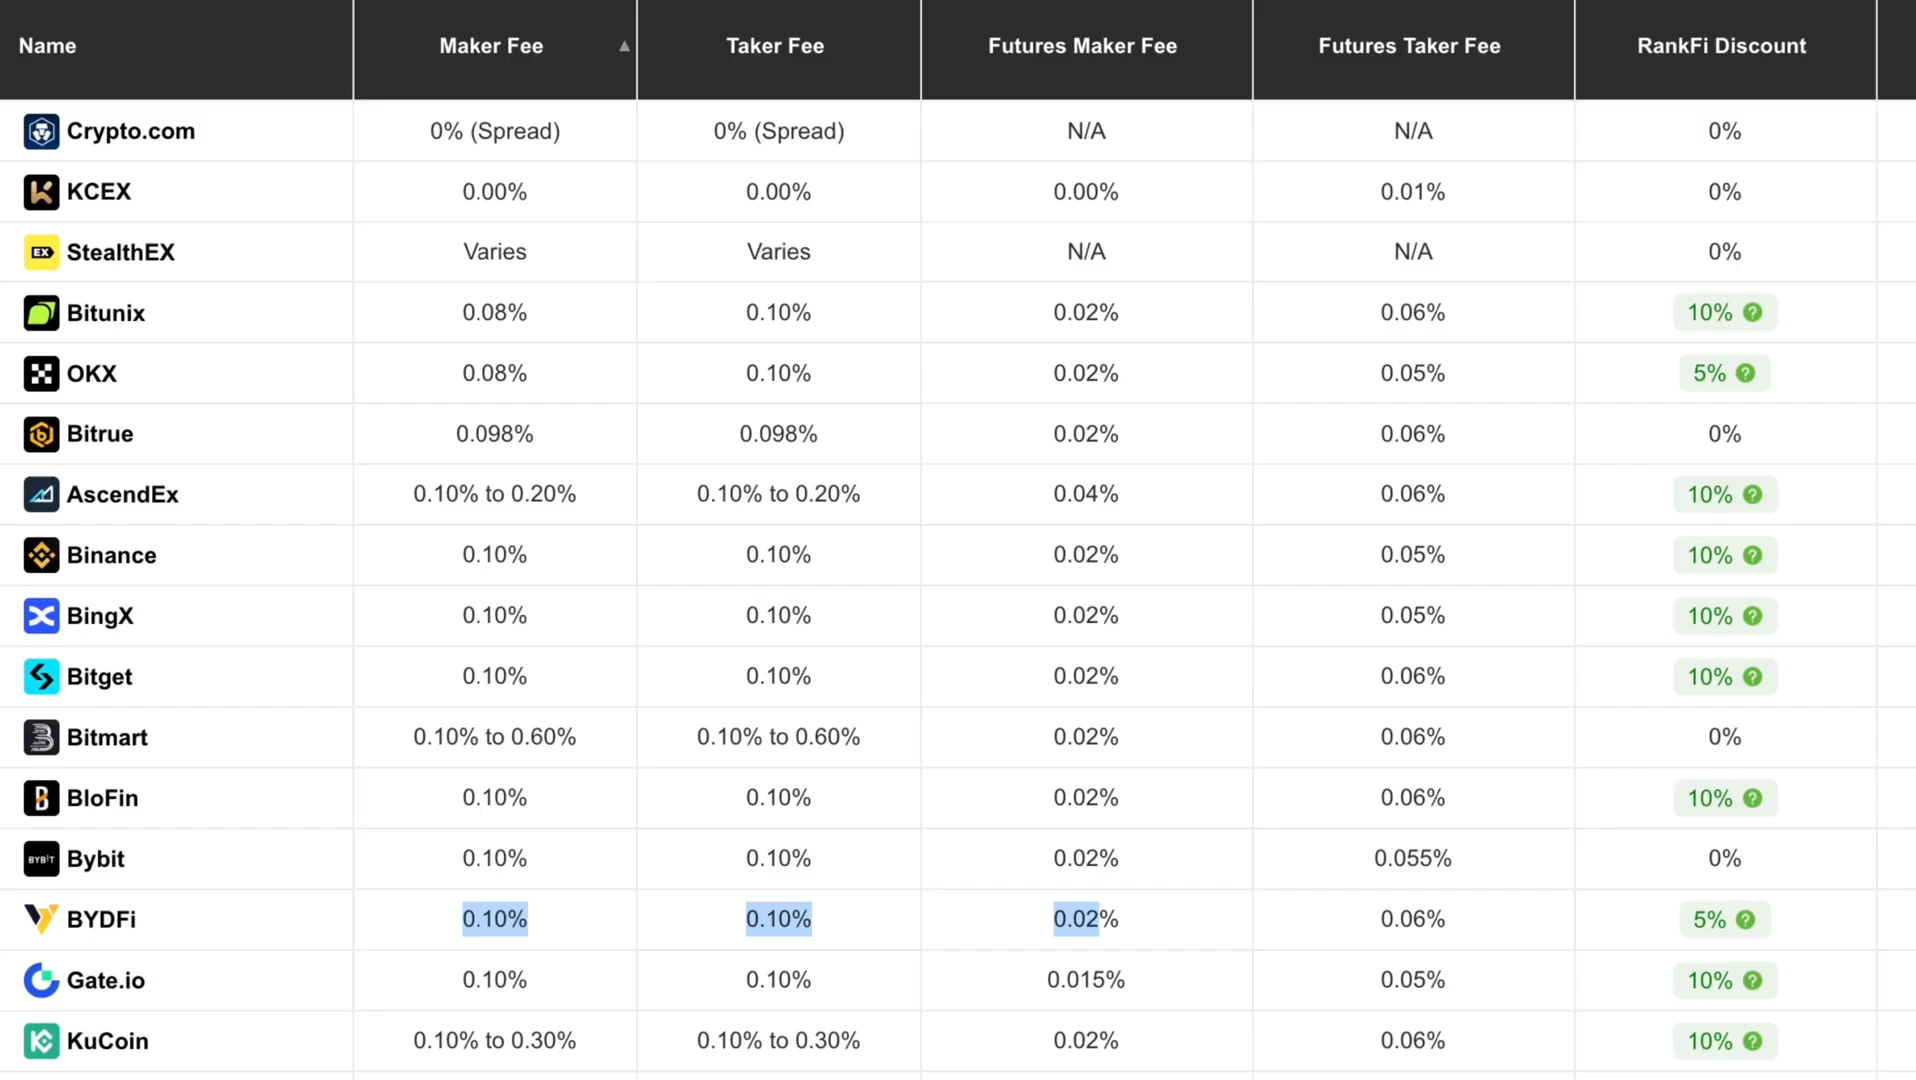 Name Maker Fee ▲ Taker Fee Futures Maker Fee Futures Taker Fee RankFi Discount
Crypto.com 0% (Spread) 0% (Spread) N/A N/A 0%
KCEX 0.00% 0.00% 0.00% 0.01% 0%
EX StealthEX Varies Varies N/A N/A 0%
Bitunix 0.08% 0.10% 0.02% 0.06% 10% ?
OKX 0.08% 0.10% 0.02% 0.05% 5% ?
Bitrue 0.098% 0.098% 0.02% 0.06% 0%
AscendEx 0.10% to 0.20% 0.10% to 0.20% 0.04% 0.06% 10% ?
Binance 0.10% 0.10% 0.02% 0.05% 10% ?
BingX 0.10% 0.10% 0.02% 0.05% 10% ?
Bitget 0.10% 0.10% 0.02% 0.06% 10% ?
Bitmart 0.10% to 0.60% 0.10% to 0.60% 0.02% 0.06% 0%
BloFin 0.10% 0.10% 0.02% 0.06% 10% ?
BYBIT Bybit 0.10% 0.10% 0.02% 0.055% 0%
BYDFi 0.10% 0.10% 0.02% 0.06% 5% ?
Gate.io 0.10% 0.10% 0.015% 0.05% 10% ?
KuCoin 0.10% to 0.30% 0.10% to 0.30% 0.02% 0.06% 10% ?